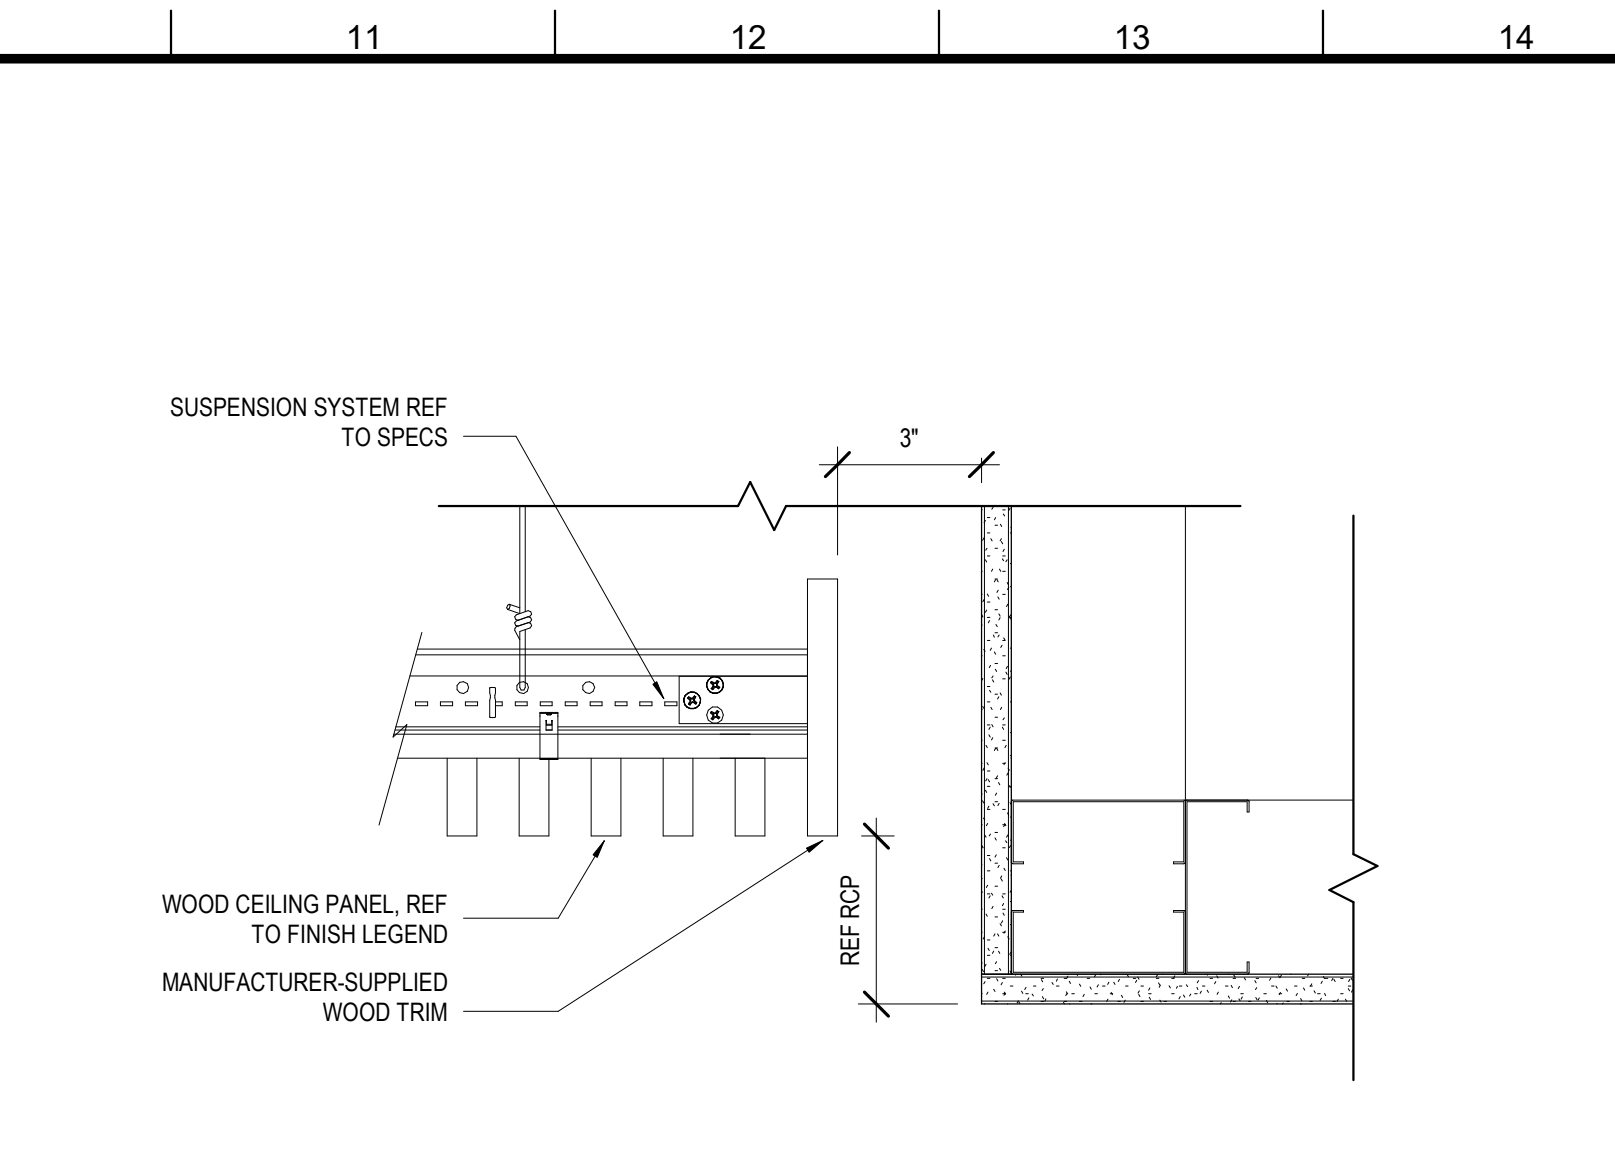 11
12
13
14
SUSPENSION SYSTEM REF
TO SPECS
3"
WOOD CEILING PANEL, REF
TO FINISH LEGEND
MANUFACTURER-SUPPLIED
WOOD TRIM
REF RCP